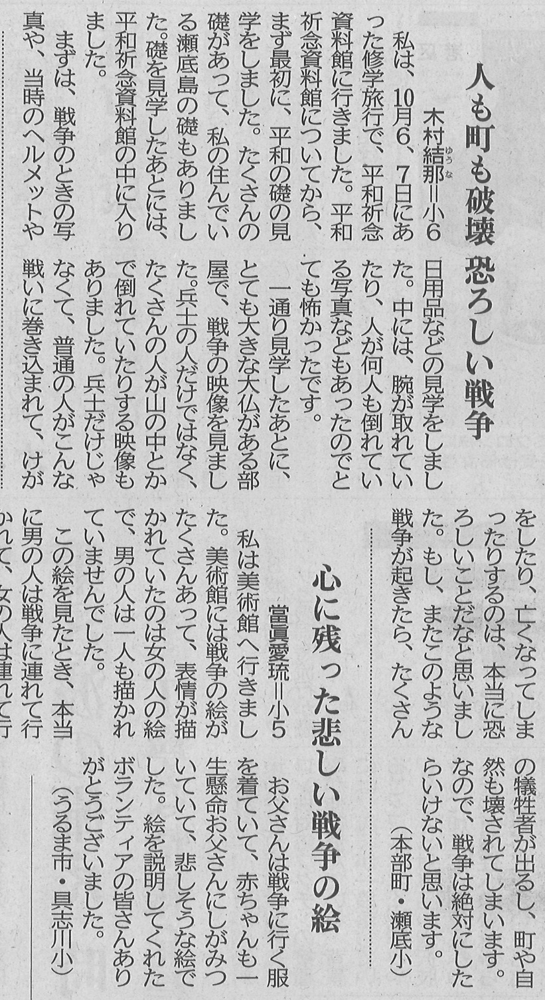 人も町も破壊 恐ろしい戦争
木村結那＝小６
ゆうな
私は、10月６、７日にあ
った修学旅行で、平和祈念
資料館に行きました。平和
祈念資料館についてから、
まず最初に、平和の礎の見
学をしました。たくさんの
礎があって、私の住んでい
る瀬底島の礎もありまし
た。礎を見学したあとには、
平和祈念資料館の中に入り
ました。
まずは、戦争のときの写
真や、当時のヘルメットや
日用品などの見学をしまし
た。中には、腕が取れてい
たり、人が何人も倒れてい
る写真などもあったのでと
ても怖かったです。
一通り見学したあとに、
とても大きな大仏がある部
屋で、戦争の映像を見まし
た。兵士の人だけではなく、
たくさんの人が山の中とか
で倒れていたりする映像も
ありました。兵士だけじゃ
なくて、普通の人がこんな
戦いに巻き込まれて、けが
をしたり、亡くなってしま
ったりするのは、本当に恐
ろしいことだなと思いまし
た。もし、またこのような
戦争が起きたら、たくさん
の犠牲者が出るし、町や自
然も壊されてしまいます。
なので、戦争は絶対にした
らいけないと思います。
（本部町・瀬底小）
心に残った悲しい戦争の絵
當眞愛琉＝小５
私は美術館へ行きまし
た。美術館には戦争の絵が
たくさんあって、表情が描
かれていたのは女の人の絵
で、男の人は一人も描かれ
ていませんでした。
この絵を見たとき、本当
に男の人は戦争に連れて行
かれて、女の人は連れて行
お父さんは戦争に行く服
を着ていて、赤ちゃんも一
生懸命お父さんにしがみつ
いていて、悲しそうな絵で
した。絵を説明してくれた
ボランティアの皆さんあり
がとうございました。
（うるま市・具志川小）